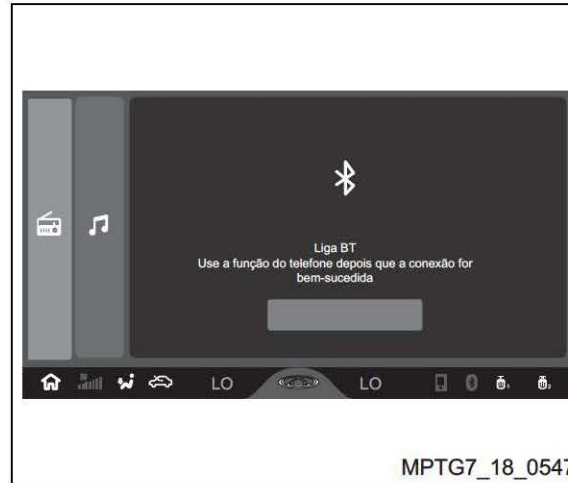 Liga BT
Use a função do telefone depois que a conexão for
bem-sucedida
LO LO
MPTG7_18_0547